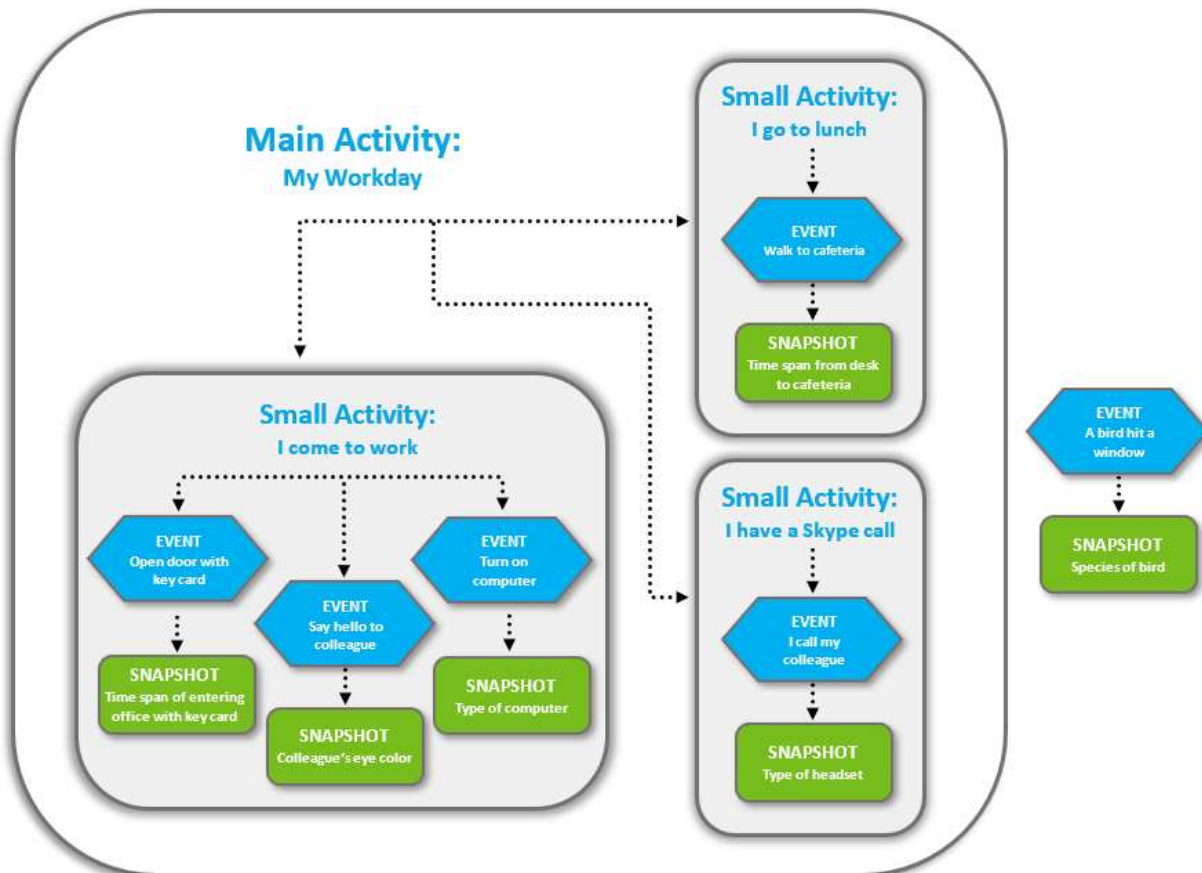 Main Activity:
My Workday
Small Activity:
I go to lunch
EVENT
Walk to cafeteria
SNAPSHOT
Time span from desk
to cafeteria
Small Activity:
I come to work
EVENT
Open door with
key card
SNAPSHOT
Time span of entering
office with key card
EVENT
Say hello to
colleague
SNAPSHOT
Colleague's eye color
EVENT
Turn on
computer
SNAPSHOT
Type of computer
Small Activity:
I have a Skype call
EVENT
I call my
colleague
SNAPSHOT
Type of headset
EVENT
A bird hit a
window
SNAPSHOT
Species of bird